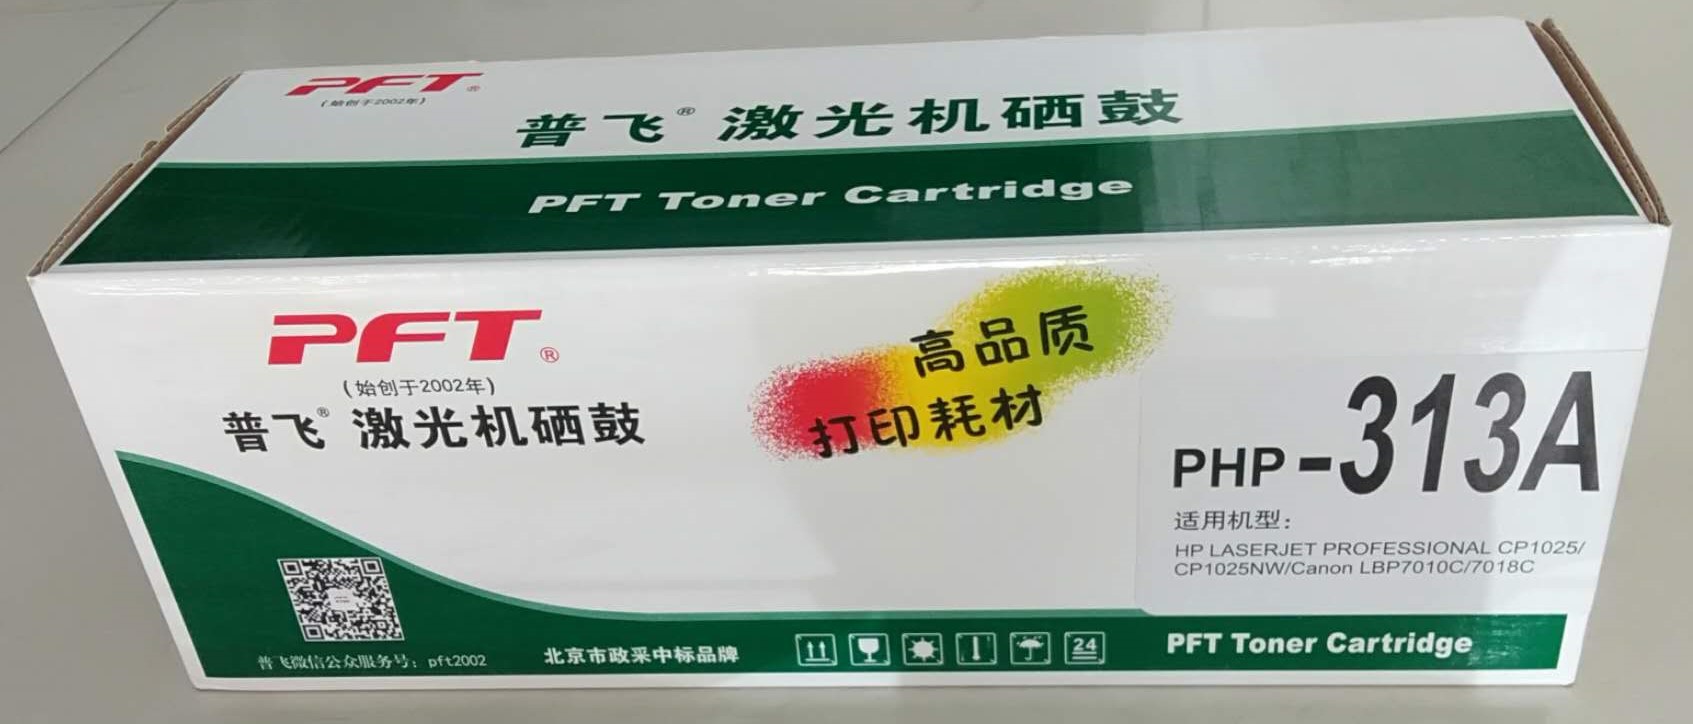 PFT®
(始创于2002年)
普飞® 激光机硒鼓
PFT Toner Cartridge
PFT®
(始创于2002年)
普飞® 激光机硒鼓
高品质
打印耗材
PHP-313A
适用机型:
HP LASERJET PROFESSIONAL CP1025/
CP1025NW/Canon LBP7010C/7018C
普飞微信公众服务号: pft2002
北京市政采中标品牌
24
PFT Toner Cartridge